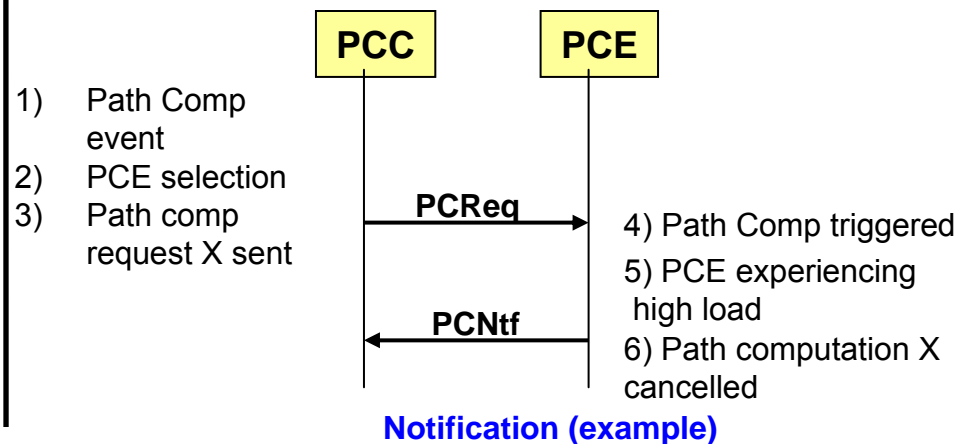 PCC
PCE
1) Path Comp
event
2) PCE selection
3) Path comp
request X sent
PCReq
4) Path Comp triggered
5) PCE experiencing
high load
PCNtf
6) Path computation X
cancelled
Notification (example)